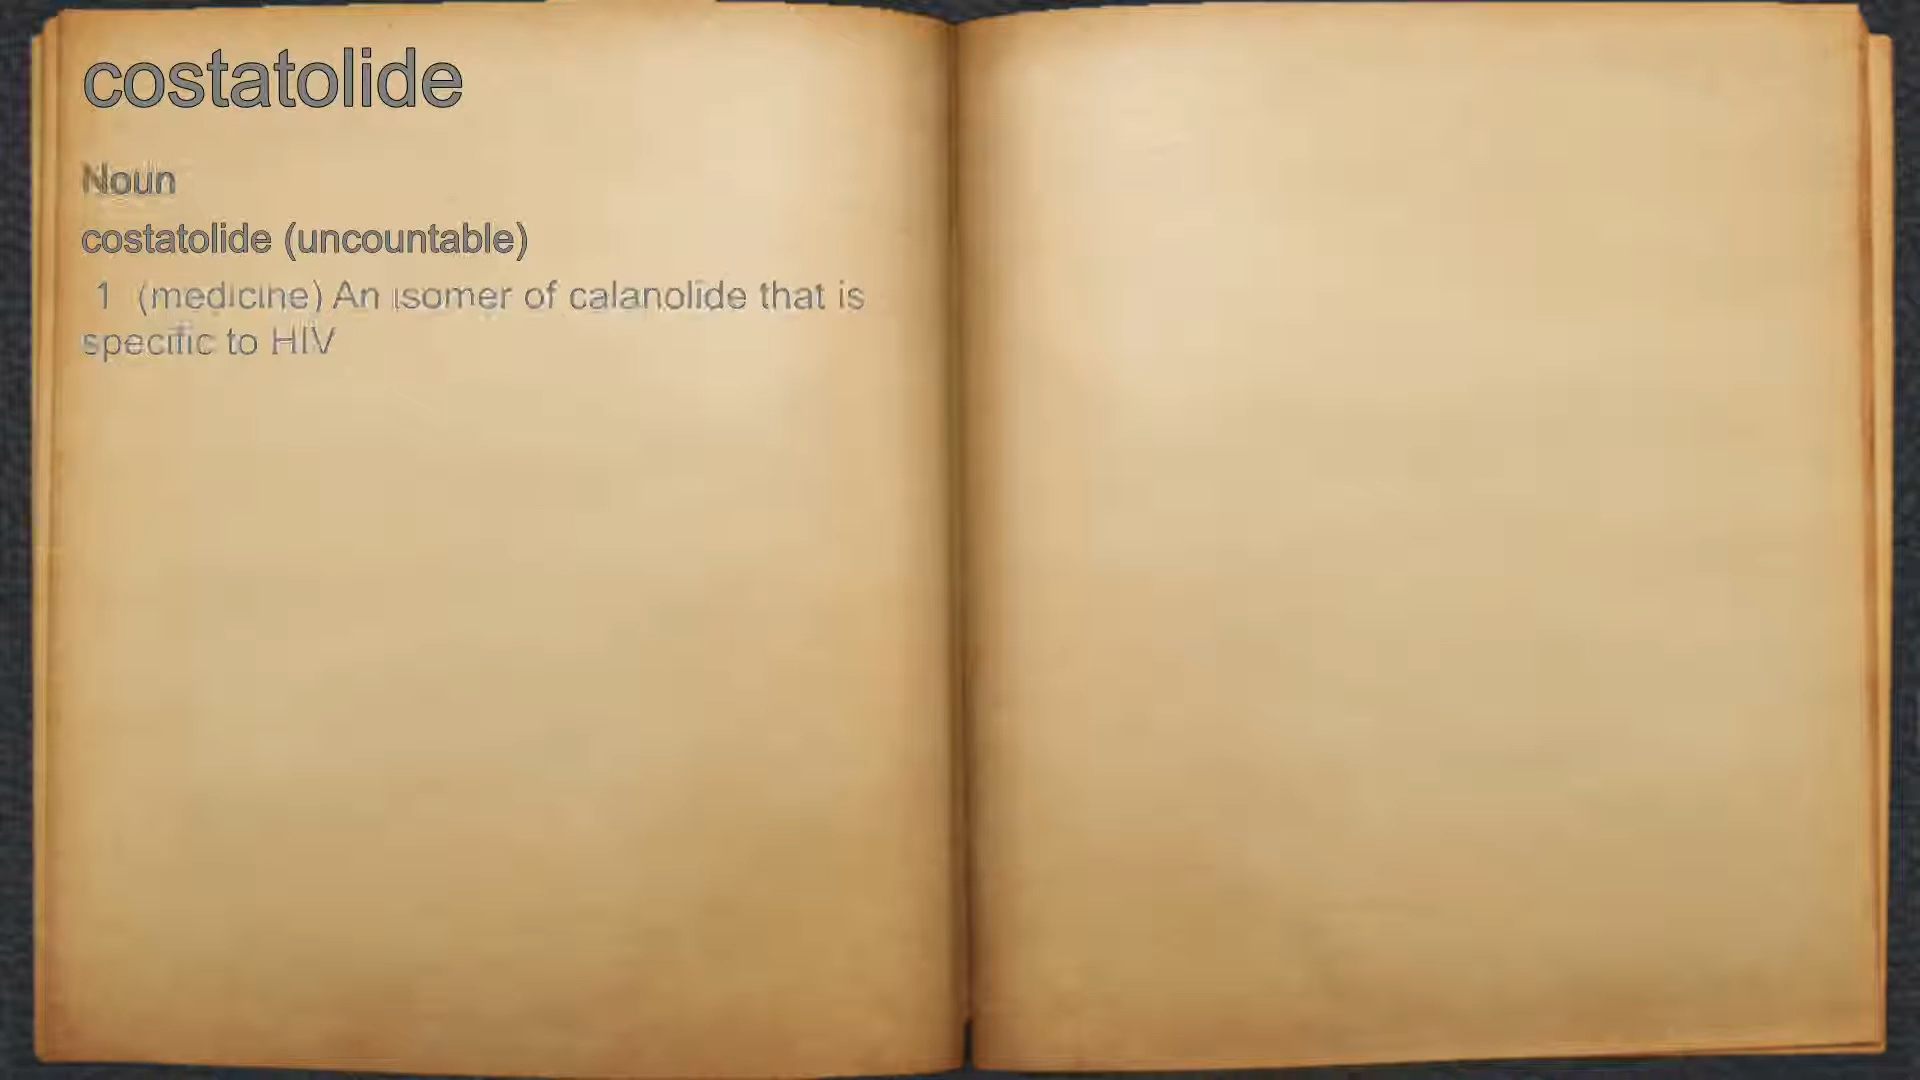 costatolide
Noun
costatolide (uncountable)
1 (medicine) An isomer of calanolide that is
specific to HIV